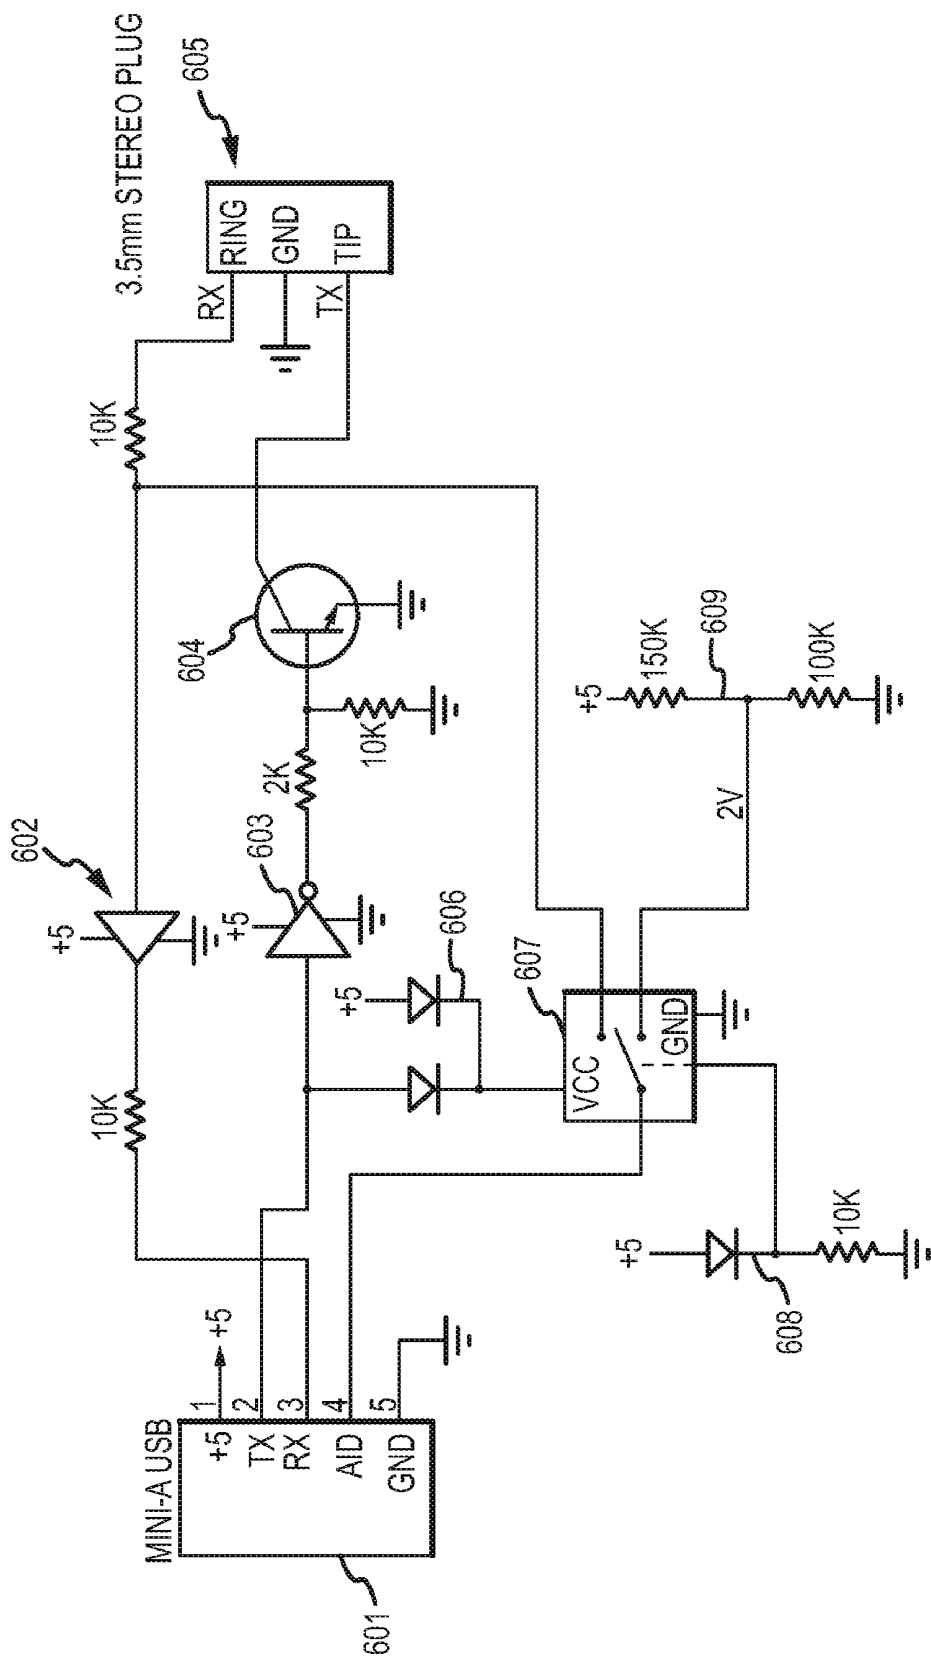 3.5mm STEREO PLUG
605
RING
GND
TIP
RX
TX
10K
604
10K
2K
602
+5
603
+5
606
+5
10K
607
VCC
GND
609
150K
+5
100K
2V
+5
608
10K
MINI-A USB
+5
TX
RX
AID
GND
1
2
3
4
5
+5
601